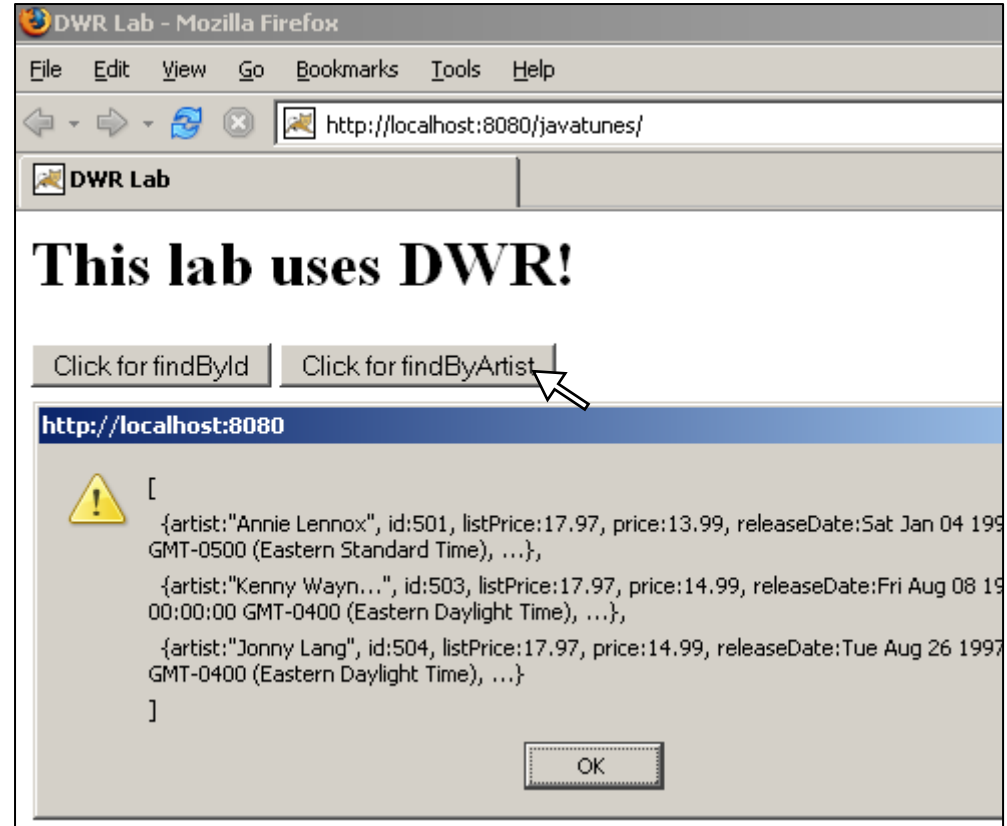 DWR Lab - Mozilla Firefox
File Edit View Go Bookmarks Tools Help
http://localhost:8080/javatunes/
DWR Lab
This lab uses DWR!
Click for findById Click for findByArtist
http://localhost:8080
[
{artist:"Annie Lennox", id:501, listPrice:17.97, price:13.99, releaseDate:Sat Jan 04 199
GMT-0500 (Eastern Standard Time), ...},
{artist:"Kenny Wayn...", id:503, listPrice:17.97, price:14.99, releaseDate:Fri Aug 08 19
00:00:00 GMT-0400 (Eastern Daylight Time), ...},
{artist:"Jonny Lang", id:504, listPrice:17.97, price:14.99, releaseDate:Tue Aug 26 1997
GMT-0400 (Eastern Daylight Time), ...}
]
OK